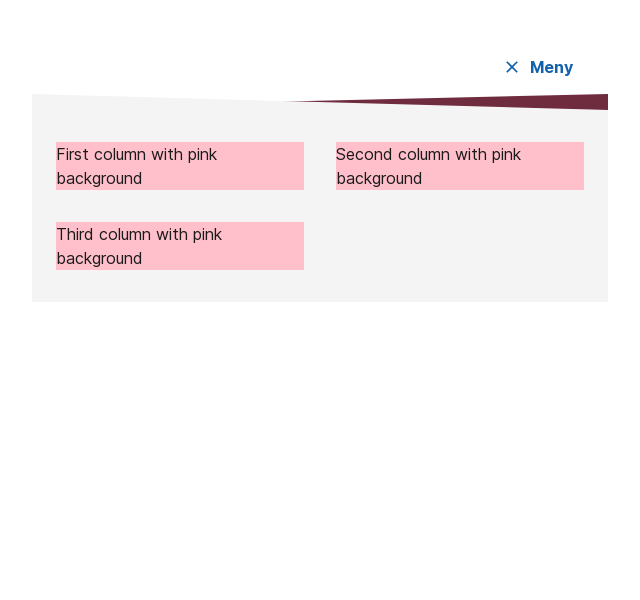 Meny
First column with pink
background
Second column with pink
background
Third column with pink
background